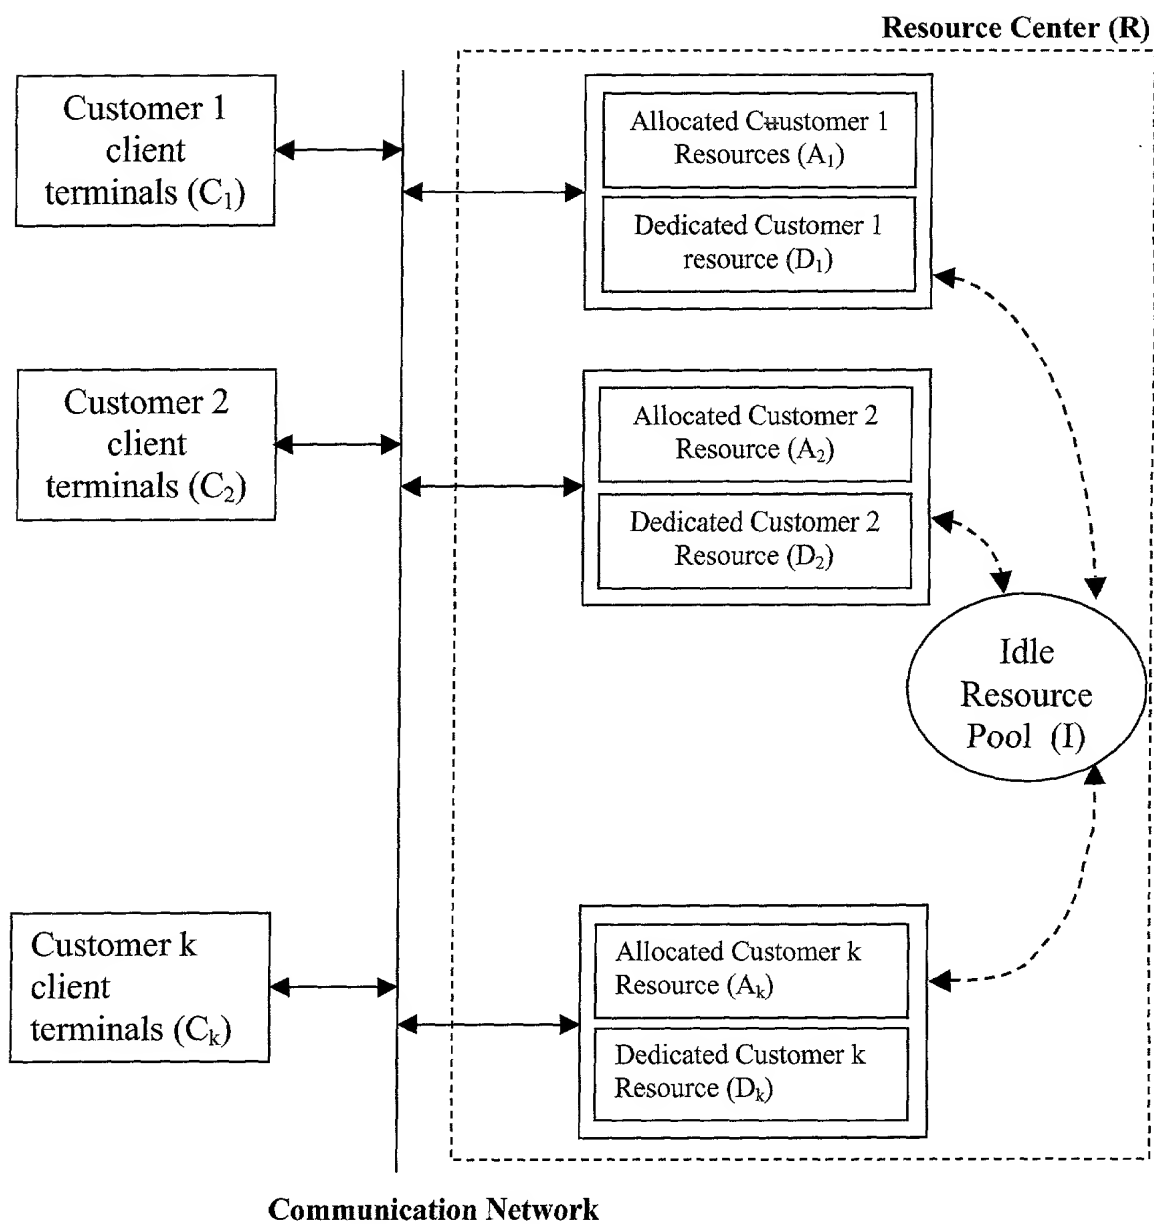 Resource Center (R)
Customer 1
client
terminals (C₁)
Allocated Cuustomer 1
Resources (A₁)
Dedicated Customer 1
resource (D₁)
Customer 2
client
terminals (C₂)
Allocated Customer 2
Resource (A₂)
Dedicated Customer 2
Resource (D₂)
Idle
Resource
Pool (I)
Customer k
client
terminals (Cₖ)
Allocated Customer k
Resource (Aₖ)
Dedicated Customer k
Resource (Dₖ)
Communication Network